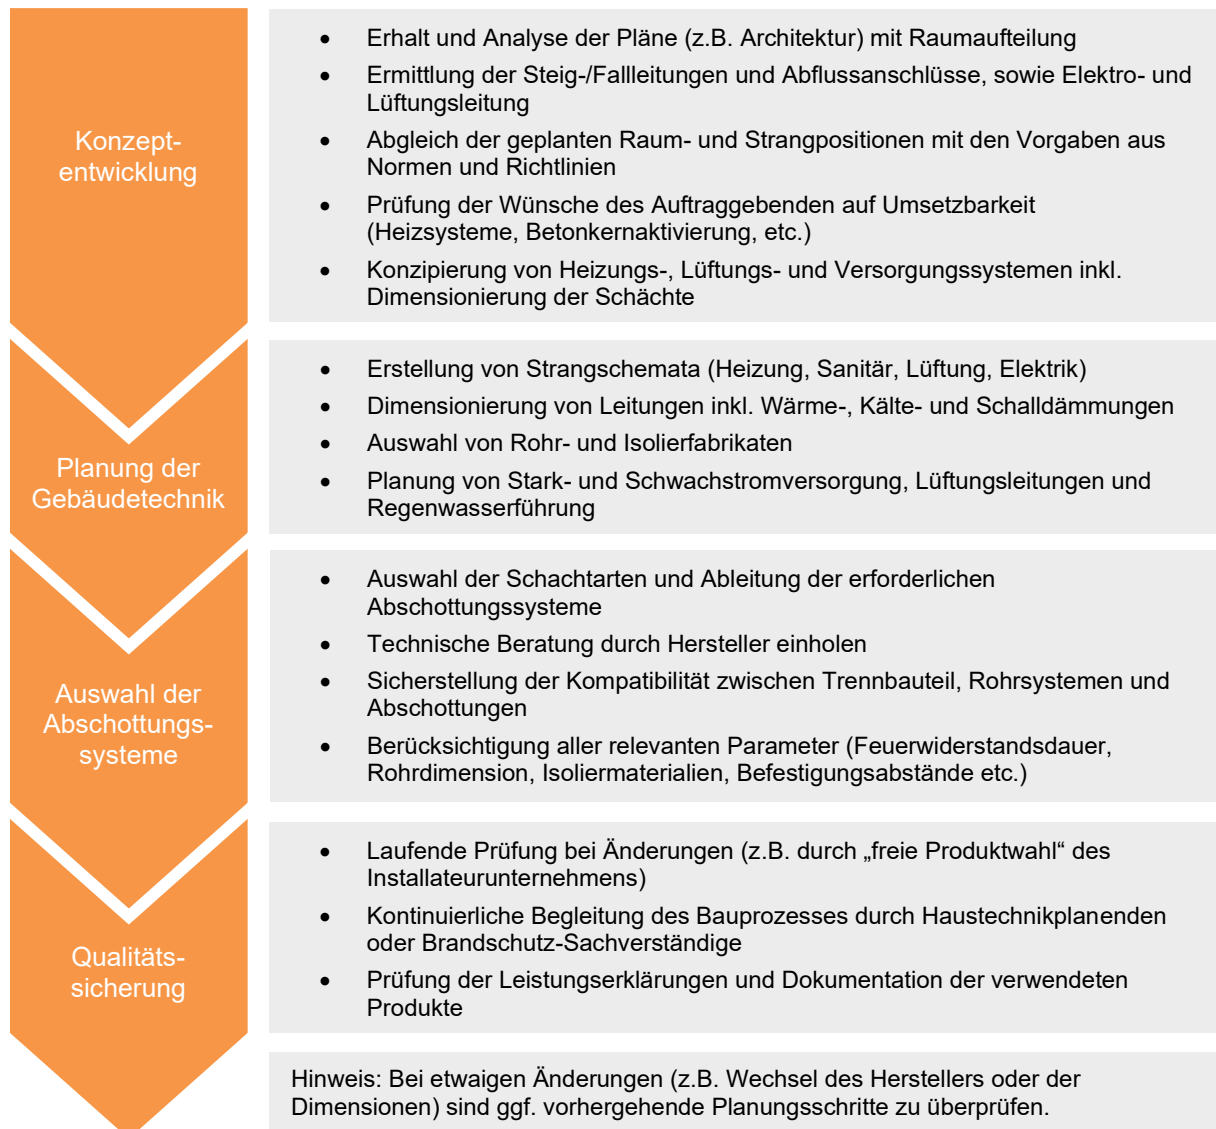 Konzept-
entwicklung
• Erhalt und Analyse der Pläne (z.B. Architektur) mit Raumaufteilung
• Ermittlung der Steig-/Fallleitungen und Abflussanschlüsse, sowie Elektro- und
Lüftungsleitung
• Abgleich der geplanten Raum- und Strangpositionen mit den Vorgaben aus
Normen und Richtlinien
• Prüfung der Wünsche des Auftraggebenden auf Umsetzbarkeit
(Heizsysteme, Betonkernaktivierung, etc.)
• Konzipierung von Heizungs-, Lüftungs- und Versorgungssystemen inkl.
Dimensionierung der Schächte
Planung der
Gebäudetechnik
• Erstellung von Strangschemata (Heizung, Sanitär, Lüftung, Elektrik)
• Dimensionierung von Leitungen inkl. Wärme-, Kälte- und Schalldämmungen
• Auswahl von Rohr- und Isolierfabrikaten
• Planung von Stark- und Schwachstromversorgung, Lüftungsleitungen und
Regenwasserführung
Auswahl der
Abschottungs-
systeme
• Auswahl der Schachtarten und Ableitung der erforderlichen
Abschottungssysteme
• Technische Beratung durch Hersteller einholen
• Sicherstellung der Kompatibilität zwischen Trennbauteil, Rohrsystemen und
Abschottungen
• Berücksichtigung aller relevanten Parameter (Feuerwiderstandsdauer,
Rohrdimension, Isoliermaterialien, Befestigungsabstände etc.)
Qualitäts-
sicherung
• Laufende Prüfung bei Änderungen (z.B. durch „freie Produktwahl“ des
Installateurunternehmens)
• Kontinuierliche Begleitung des Bauprozesses durch Haustechnikplanenden
oder Brandschutz-Sachverständige
• Prüfung der Leistungserklärungen und Dokumentation der verwendeten
Produkte
Hinweis: Bei etwaigen Änderungen (z.B. Wechsel des Herstellers oder der
Dimensionen) sind ggf. vorhergehende Planungsschritte zu überprüfen.